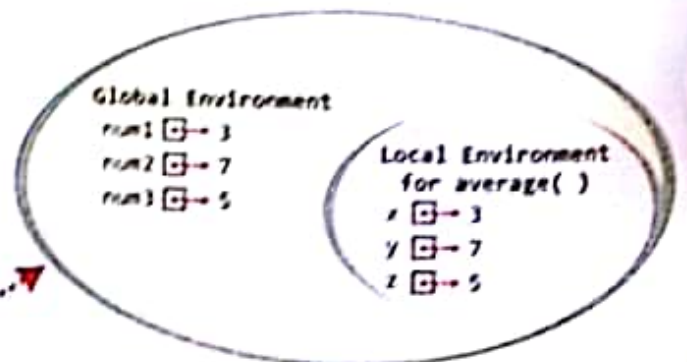 Global Environment
num1 3
num2 7
num3 5
Local Environment
for average( )
x 3
y 7
z 5